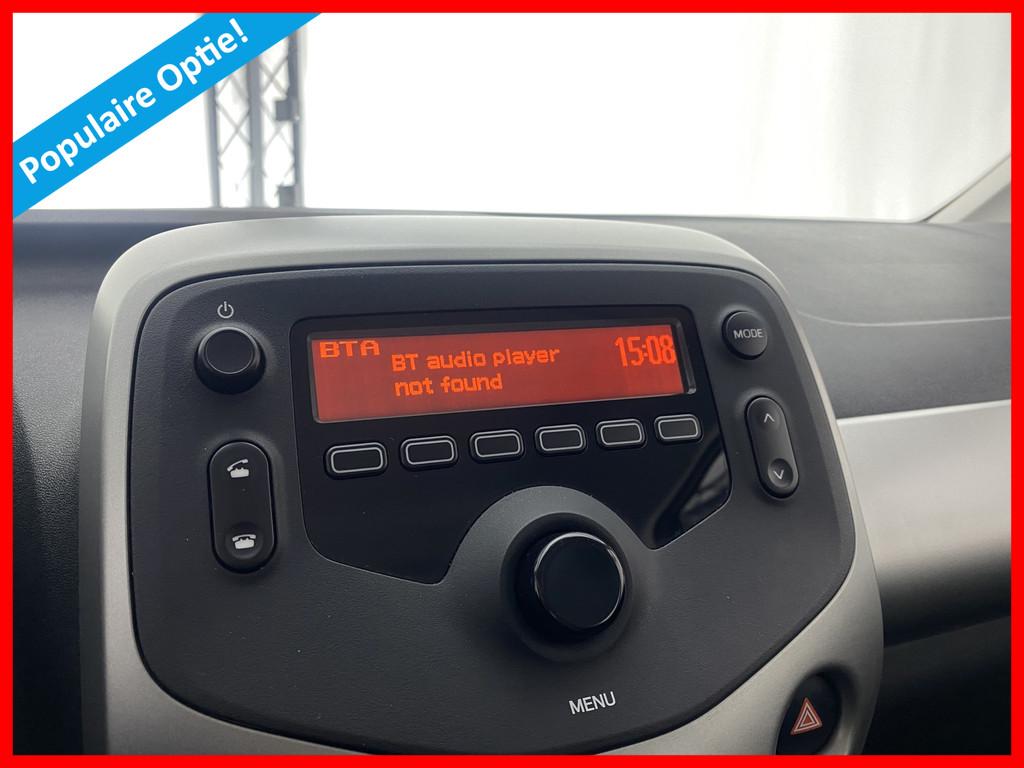 Populaire Optie!
BTA
BT audio player
not found
15:08
MODE
MENU